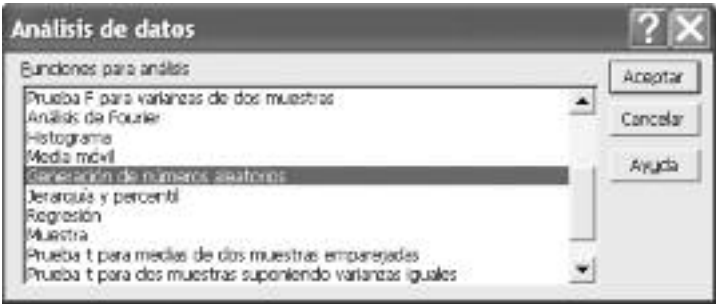 Análisis de datos
Funciones para análisis
Prueba F para varianzas de dos muestras
Análisis de Fourier
Histograma
Media móvil
Generación de números aleatorios
Jerarquía y percentil
Regresión
Muestra
Prueba t para medias de dos muestras emparejadas
Prueba t para dos muestras suponiendo varianzas iguales
Aceptar
Cancelar
Ayuda